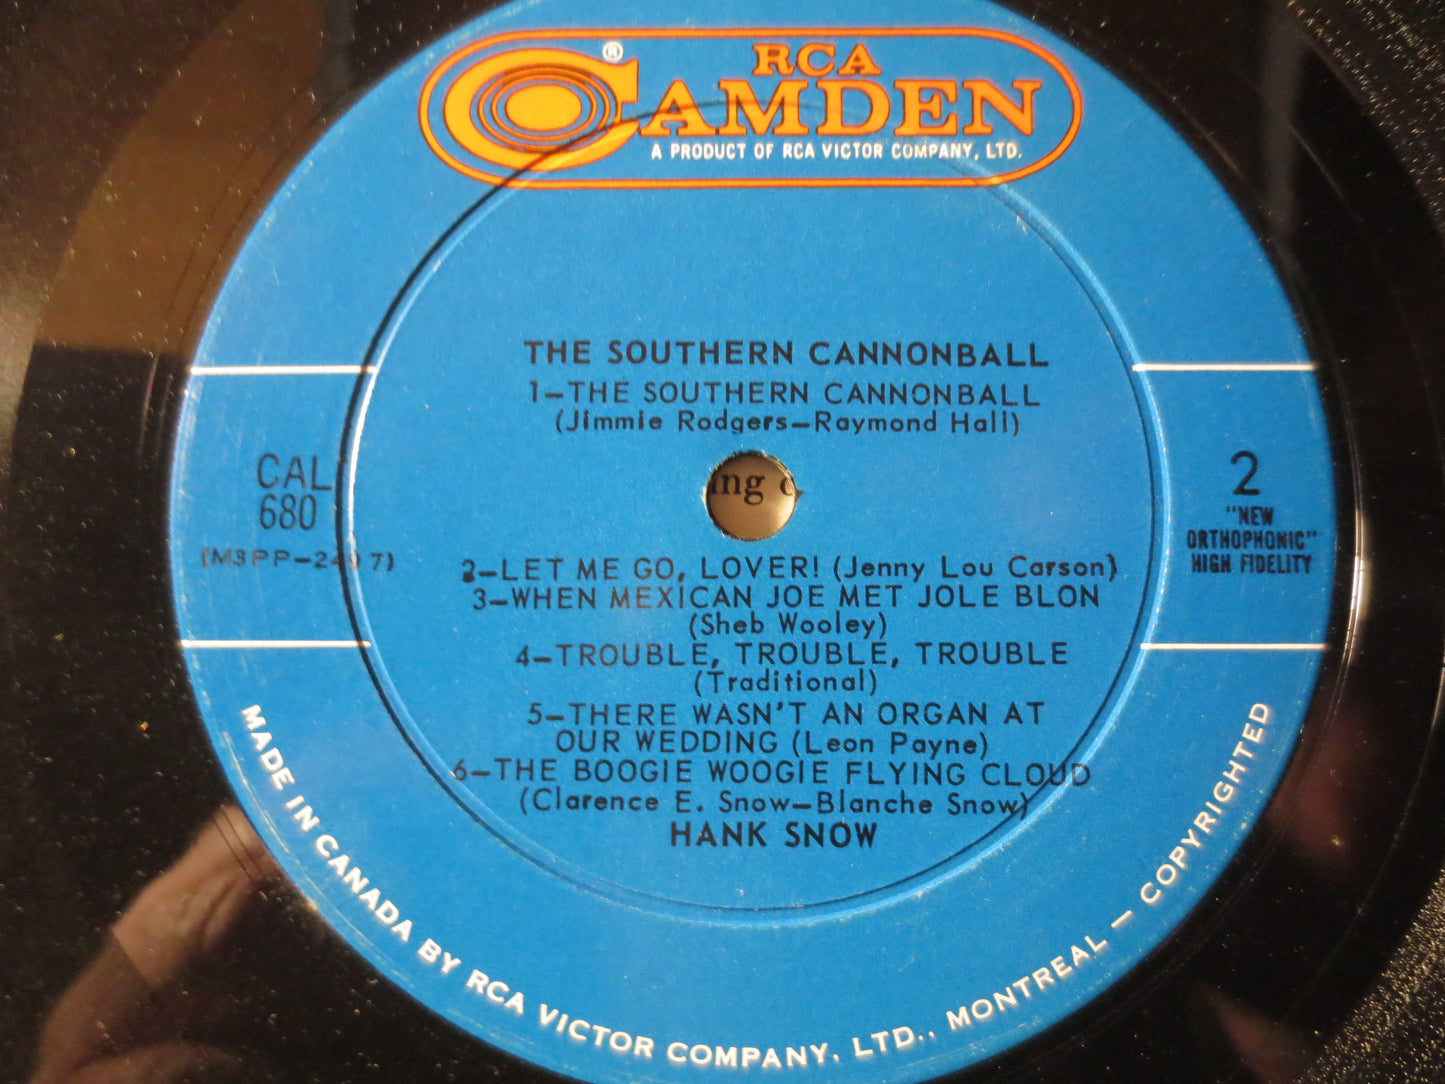 RCA
CAMDEN ®
A PRODUCT OF RCA VICTOR COMPANY, LTD.
THE SOUTHERN CANNONBALL
1–THE SOUTHERN CANNONBALL
(Jimmie Rodgers–Raymond Hall)
CAL
680
2
"NEW
ORTHOPHONIC"
HIGH FIDELITY
ing
2–LET ME GO, LOVER! (Jenny Lou Carson)
3–WHEN MEXICAN JOE MET JOLE BLON
(Sheb Wooley)
4–TROUBLE, TROUBLE, TROUBLE
(Traditional)
5–THERE WASN'T AN ORGAN AT
OUR WEDDING (Leon Payne)
6–THE BOOGIE WOOGIE FLYING CLOUD
(Clarence E. Snow–Blanche Snow)
HANK SNOW
MADE IN CANADA BY RCA VICTOR COMPANY, LTD., MONTREAL – COPYRIGHTED